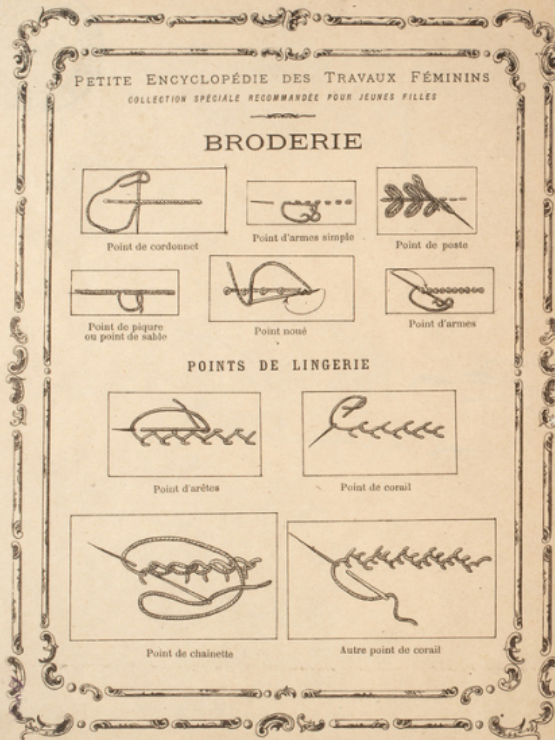 PETITE ENCYCLOPÉDIE DES TRAVAUX FÉMININS
COLLECTION SPÉCIALE RECOMMANDÉE POUR JEUNES FILLES
BRODERIE
Point de cordonnet
Point d'armes simple
Point de poste
Point de piqure
ou point de sable
Point noué
Point d'armes
POINTS DE LINGERIE
Point d'arêtes
Point de corail
Point de chainette
Autre point de corail